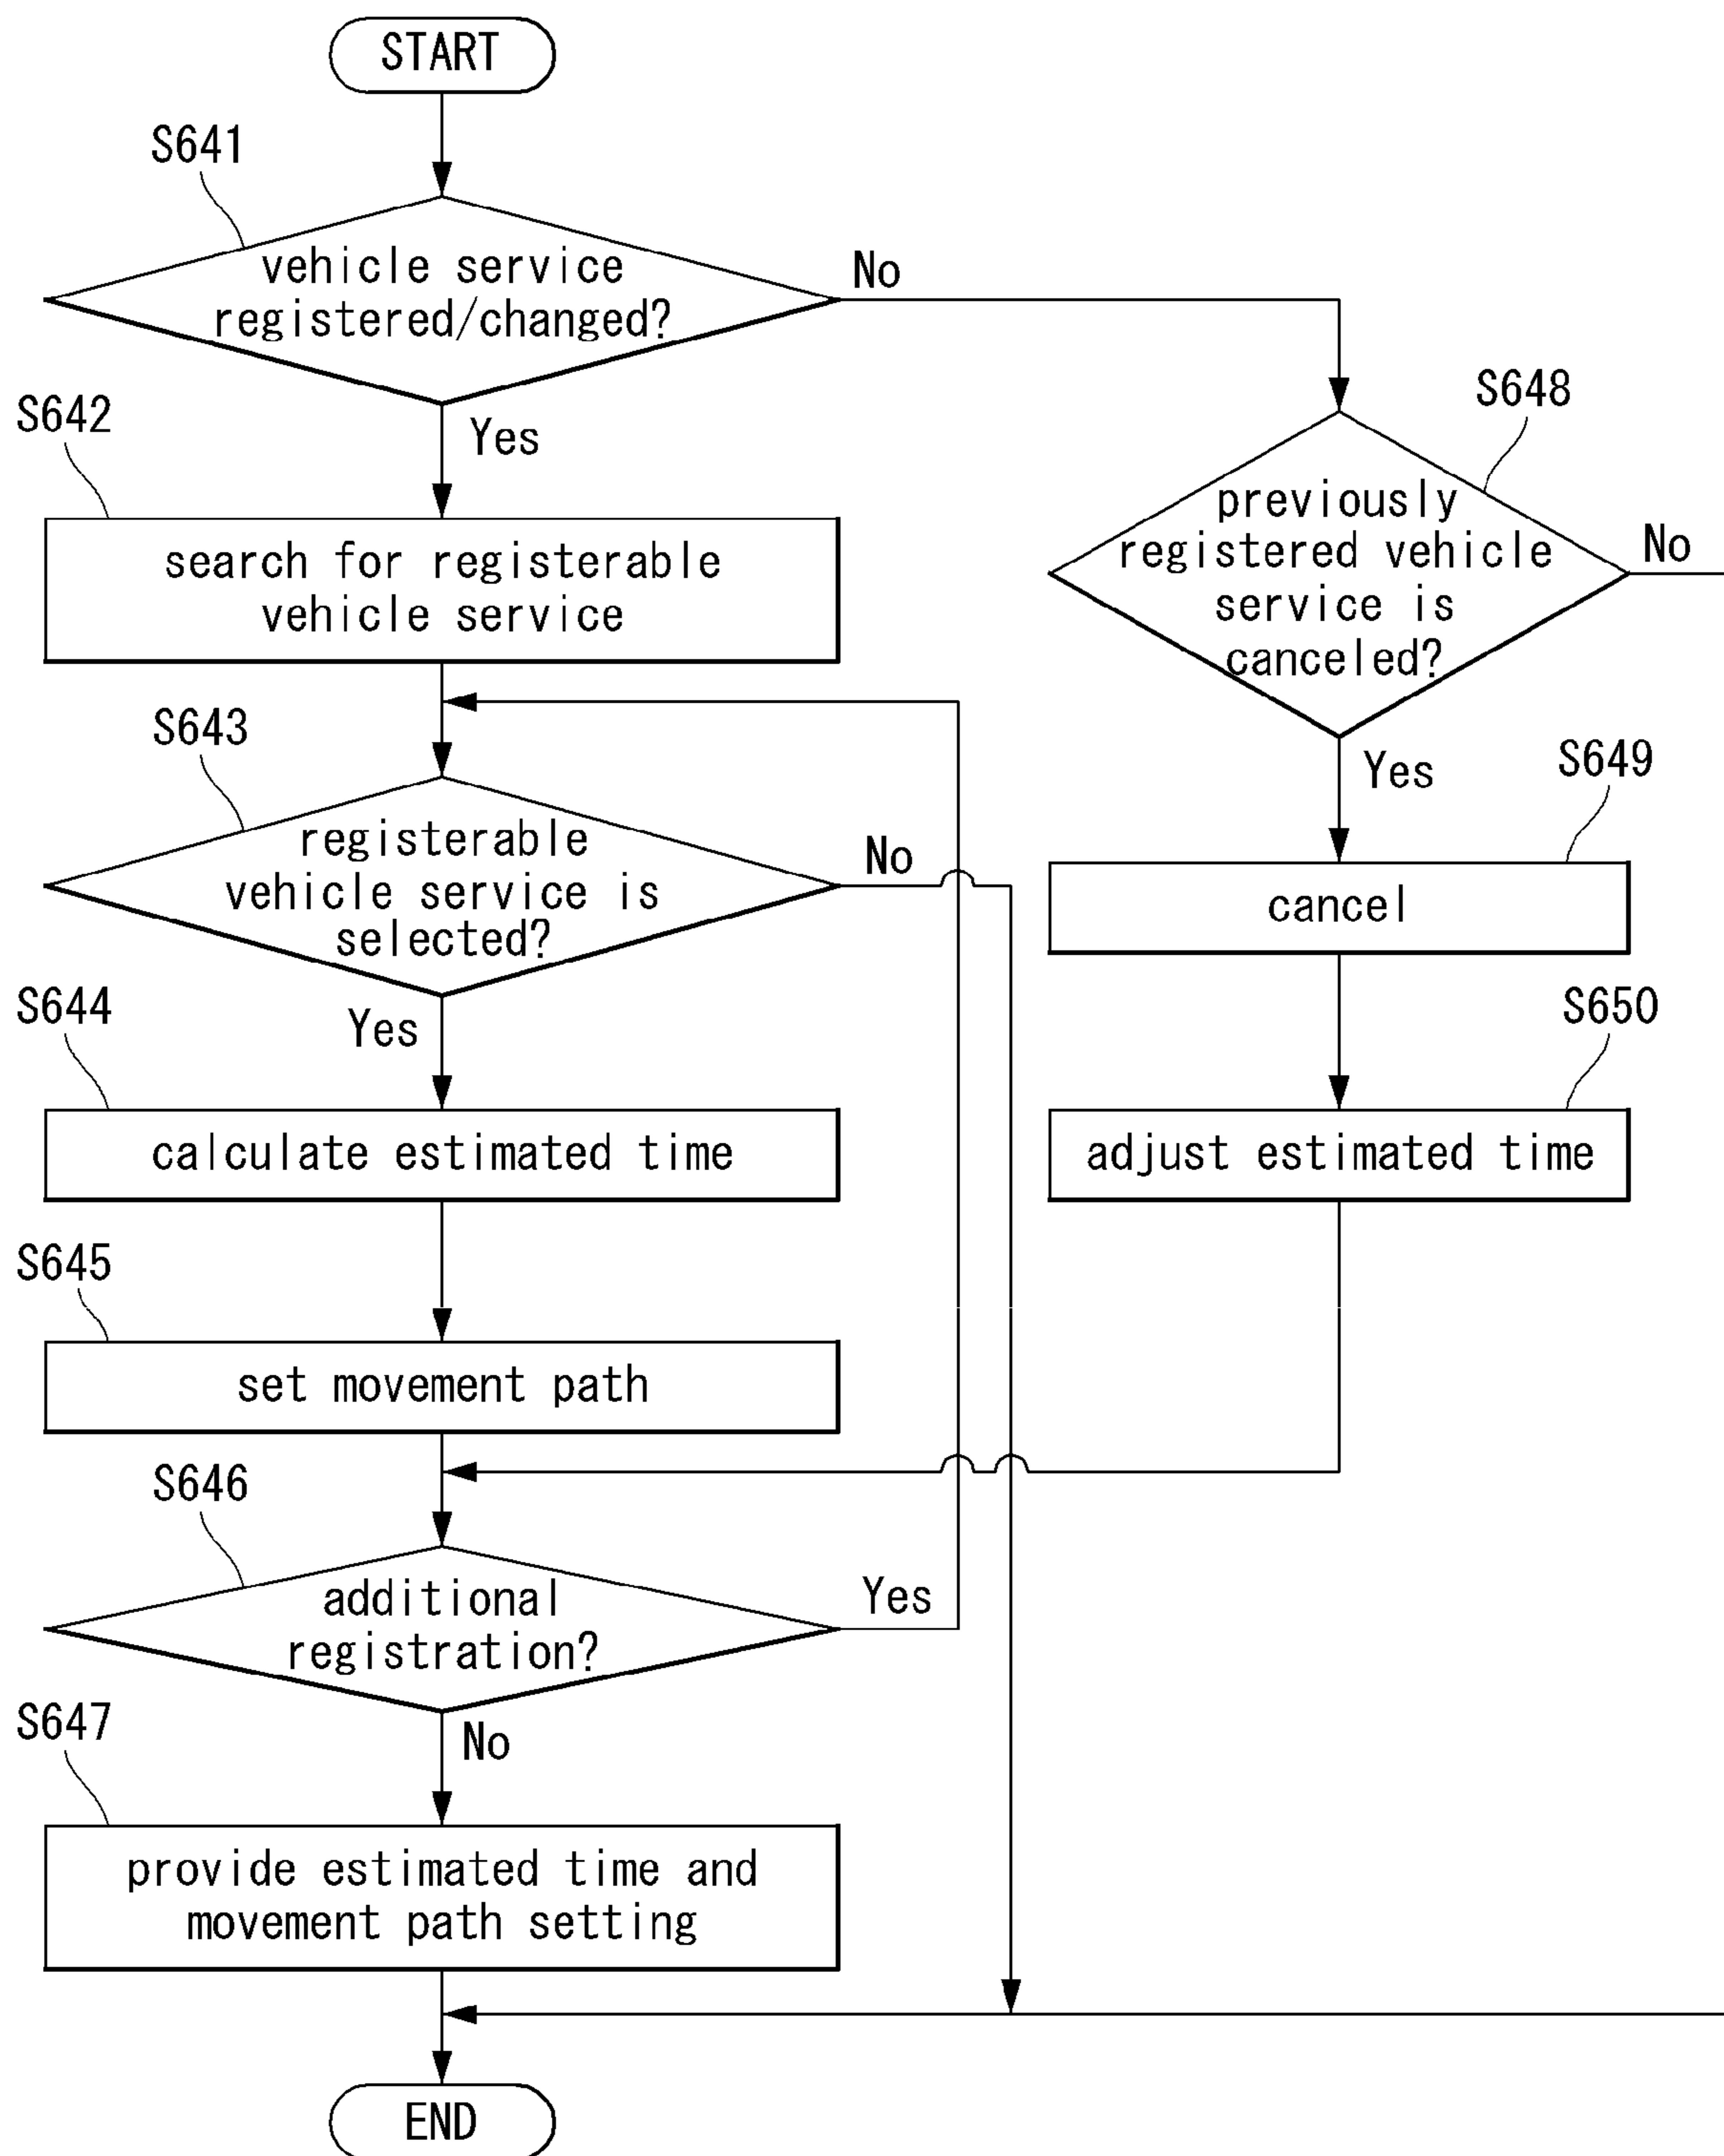 START
S641
vehicle service
registered/changed?
No
Yes
S642
search for registerable
vehicle service
S648
previously
registered vehicle
service is
canceled?
No
Yes
S643
registerable
vehicle service is
selected?
No
Yes
S649
cancel
S644
calculate estimated time
S650
adjust estimated time
S645
set movement path
S646
additional
registration?
Yes
No
S647
provide estimated time and
movement path setting
END